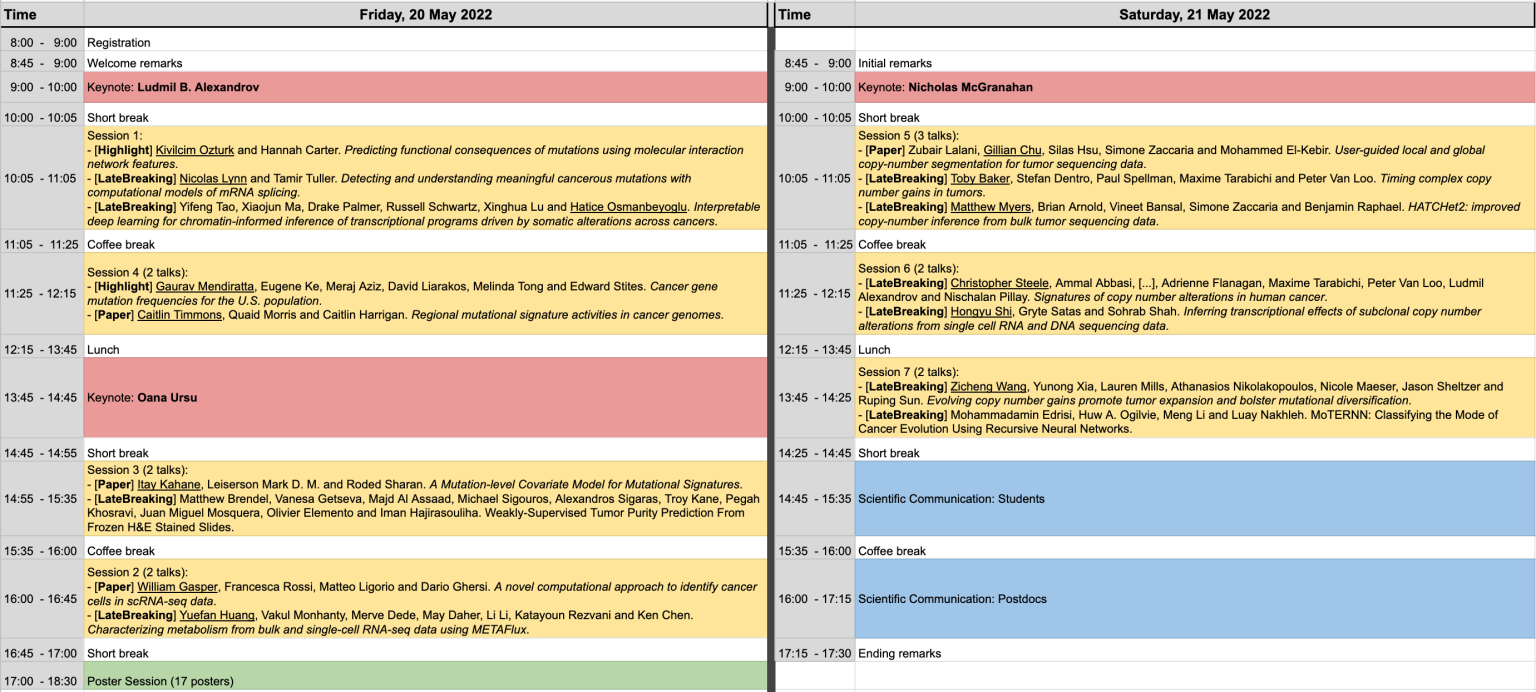 Time Friday, 20 May 2022
8:00 - 9:00 Registration
8:45 - 9:00 Welcome remarks
9:00 - 10:00 Keynote: Ludmil B. Alexandrov
10:00 - 10:05 Short break
10:05 - 11:05
Session 1:
- [Highlight] Kivilcim Ozturk and Hannah Carter. Predicting functional consequences of mutations using molecular interaction
network features.
- [LateBreaking] Nicolas Lynn and Tamir Tuller. Detecting and understanding meaningful cancerous mutations with
computational models of mRNA splicing.
- [LateBreaking] Yifeng Tao, Xiaojun Ma, Drake Palmer, Russell Schwartz, Xinghua Lu and Hatice Osmanbeyoglu. Interpretable
deep learning for chromatin-informed inference of transcriptional programs driven by somatic alterations across cancers.
11:05 - 11:25 Coffee break
11:25 - 12:15
Session 4 (2 talks):
- [Highlight] Gaurav Mendiratta, Eugene Ke, Meraj Aziz, David Liarakos, Melinda Tong and Edward Stites. Cancer gene
mutation frequencies for the U.S. population.
- [Paper] Caitlin Timmons, Quaid Morris and Caitlin Harrigan. Regional mutational signature activities in cancer genomes.
12:15 - 13:45 Lunch
13:45 - 14:45 Keynote: Oana Ursu
14:45 - 14:55 Short break
14:55 - 15:35
Session 3 (2 talks):
- [Paper] Itay Kahane, Leiserson Mark D. M. and Roded Sharan. A Mutation-level Covariate Model for Mutational Signatures.
- [LateBreaking] Matthew Brendel, Vanesa Getseva, Majd Al Assaad, Michael Sigouros, Alexandros Sigaras, Troy Kane, Pegah
Khosravi, Juan Miguel Mosquera, Olivier Elemento and Iman Hajirasouliha. Weakly-Supervised Tumor Purity Prediction From
Frozen H&E Stained Slides.
15:35 - 16:00 Coffee break
16:00 - 16:45
Session 2 (2 talks):
- [Paper] William Gasper, Francesca Rossi, Matteo Ligorio and Dario Ghersi. A novel computational approach to identify cancer
cells in scRNA-seq data.
- [LateBreaking] Yuefan Huang, Vakul Monhanty, Merve Dede, May Daher, Li Li, Katayoun Rezvani and Ken Chen.
Characterizing metabolism from bulk and single-cell RNA-seq data using METAFlux.
16:45 - 17:00 Short break
17:00 - 18:30 Poster Session (17 posters)
Time Saturday, 21 May 2022
8:45 - 9:00 Initial remarks
9:00 - 10:00 Keynote: Nicholas McGranahan
10:00 - 10:05 Short break
10:05 - 11:05
Session 5 (3 talks):
- [Paper] Zubair Lalani, Gillian Chu, Silas Hsu, Simone Zaccaria and Mohammed El-Kebir. User-guided local and global
copy-number segmentation for tumor sequencing data.
- [LateBreaking] Toby Baker, Stefan Dentro, Paul Spellman, Maxime Tarabichi and Peter Van Loo. Timing complex copy
number gains in tumors.
- [LateBreaking] Matthew Myers, Brian Arnold, Vineet Bansal, Simone Zaccaria and Benjamin Raphael. HATCHet2: improved
copy-number inference from bulk tumor sequencing data.
11:05 - 11:25 Coffee break
11:25 - 12:15
Session 6 (2 talks):
- [LateBreaking] Christopher Steele, Ammal Abbasi, [...], Adrienne Flanagan, Maxime Tarabichi, Peter Van Loo, Ludmil
Alexandrov and Nischalan Pillay. Signatures of copy number alterations in human cancer.
- [LateBreaking] Hongyu Shi, Gryte Satas and Sohrab Shah. Inferring transcriptional effects of subclonal copy number
alterations from single cell RNA and DNA sequencing data.
12:15 - 13:45 Lunch
13:45 - 14:25
Session 7 (2 talks):
- [LateBreaking] Zicheng Wang, Yunong Xia, Lauren Mills, Athanasios Nikolakopoulos, Nicole Maeser, Jason Sheltzer and
Ruping Sun. Evolving copy number gains promote tumor expansion and bolster mutational diversification.
- [LateBreaking] Mohammadamin Edrisi, Huw A. Ogilvie, Meng Li and Luay Nakhleh. MoTERNN: Classifying the Mode of
Cancer Evolution Using Recursive Neural Networks.
14:25 - 14:45 Short break
14:45 - 15:35 Scientific Communication: Students
15:35 - 16:00 Coffee break
16:00 - 17:15 Scientific Communication: Postdocs
17:15 - 17:30 Ending remarks